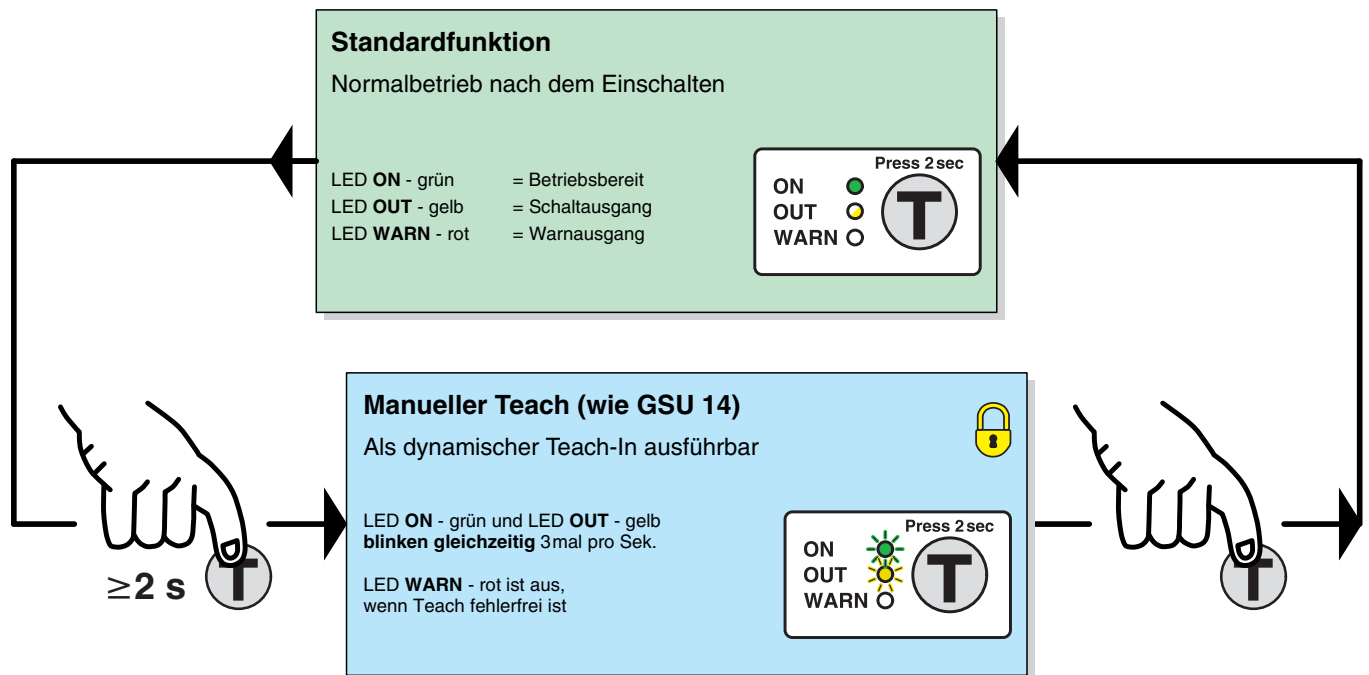 Standardfunktion
Normalbetrieb nach dem Einschalten
LED ON - grün = Betriebsbereit
LED OUT - gelb = Schaltausgang
LED WARN - rot = Warnausgang
Press 2 sec
ON
OUT
WARN
T
Manueller Teach (wie GSU 14)
Als dynamischer Teach-In ausführbar
LED ON - grün und LED OUT - gelb
blinken gleichzeitig 3mal pro Sek.
LED WARN - rot ist aus,
wenn Teach fehlerfrei ist
Press 2 sec
ON
OUT
WARN
T
≥2 s
T
T